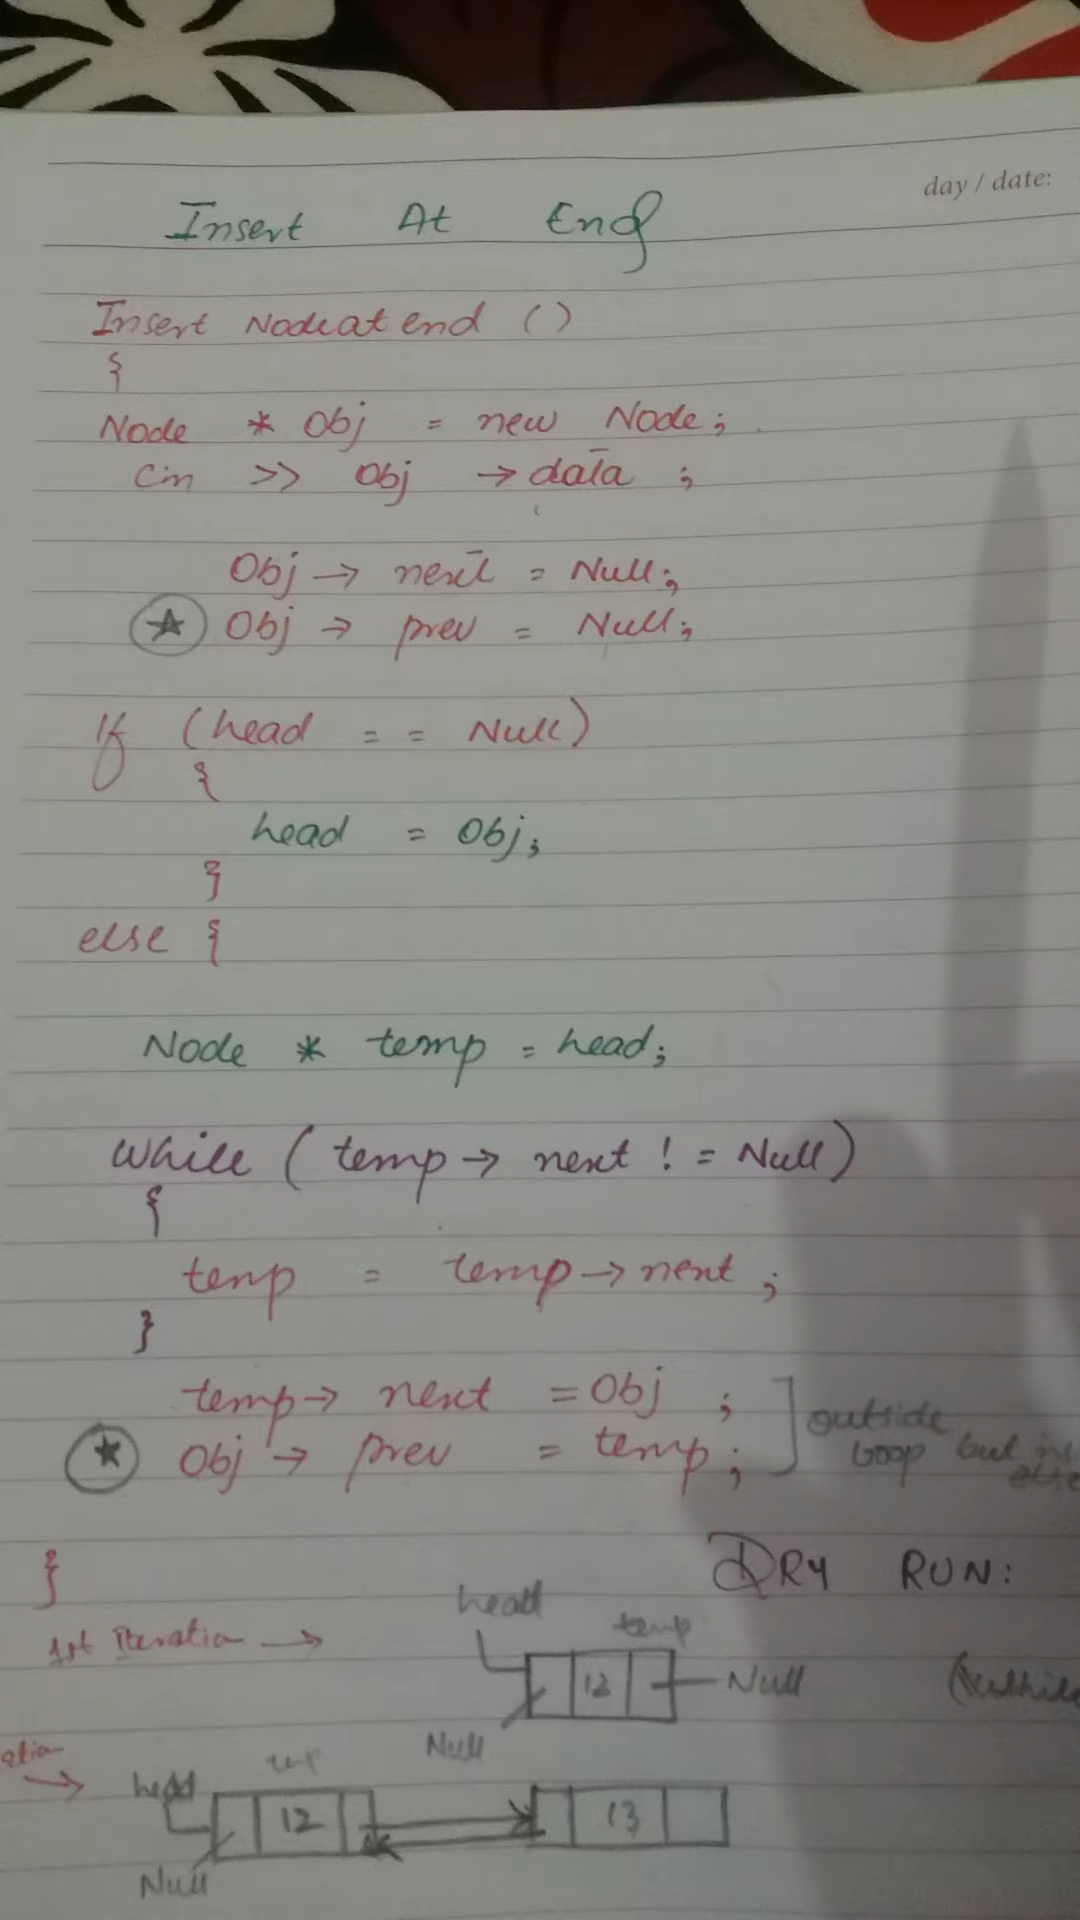 day / date:
Insert At End
Insert Node at end ()
{
Node * Obj = new Node;
Cin >> Obj → data ;
Obj → next = Null;
Obj → prev = Null;
If (head == Null)
{
head = Obj;
}
else {
Node * temp = head;
while ( temp → next != Null)
{
temp = temp → next ;
}
temp → next = Obj ;
Obj → prev = temp ;
outside
loop but
}
DRY RUN:
head
temp
1st Iteration →
12
Null
Null
head
12
13
Null